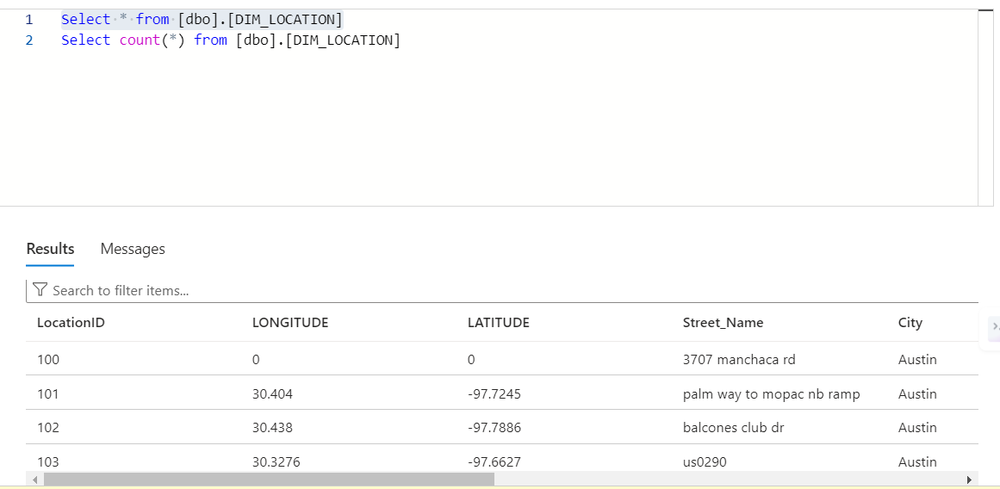 1 Select * from [dbo].[DIM_LOCATION]
2 Select count(*) from [dbo].[DIM_LOCATION]
Results Messages
Search to filter items...
LocationID LONGITUDE LATITUDE Street_Name City
100 0 0 3707 manchaca rd Austin
101 30.404 -97.7245 palm way to mopac nb ramp Austin
102 30.438 -97.7886 balcones club dr Austin
103 30.3276 -97.6627 us0290 Austin